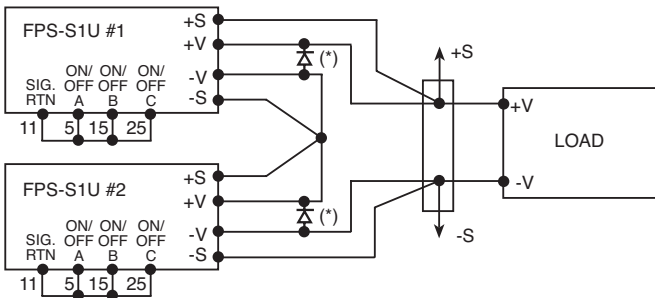 FPS-S1U #1
+S
+V
-V
-S
SIG.
RTN
ON/
OFF
A
ON/
OFF
B
ON/
OFF
C
11
5
15
25
(*)
+S
+V
LOAD
-V
-S
FPS-S1U #2
+S
+V
-V
-S
SIG.
RTN
ON/
OFF
A
ON/
OFF
B
ON/
OFF
C
11
5
15
25
(*)